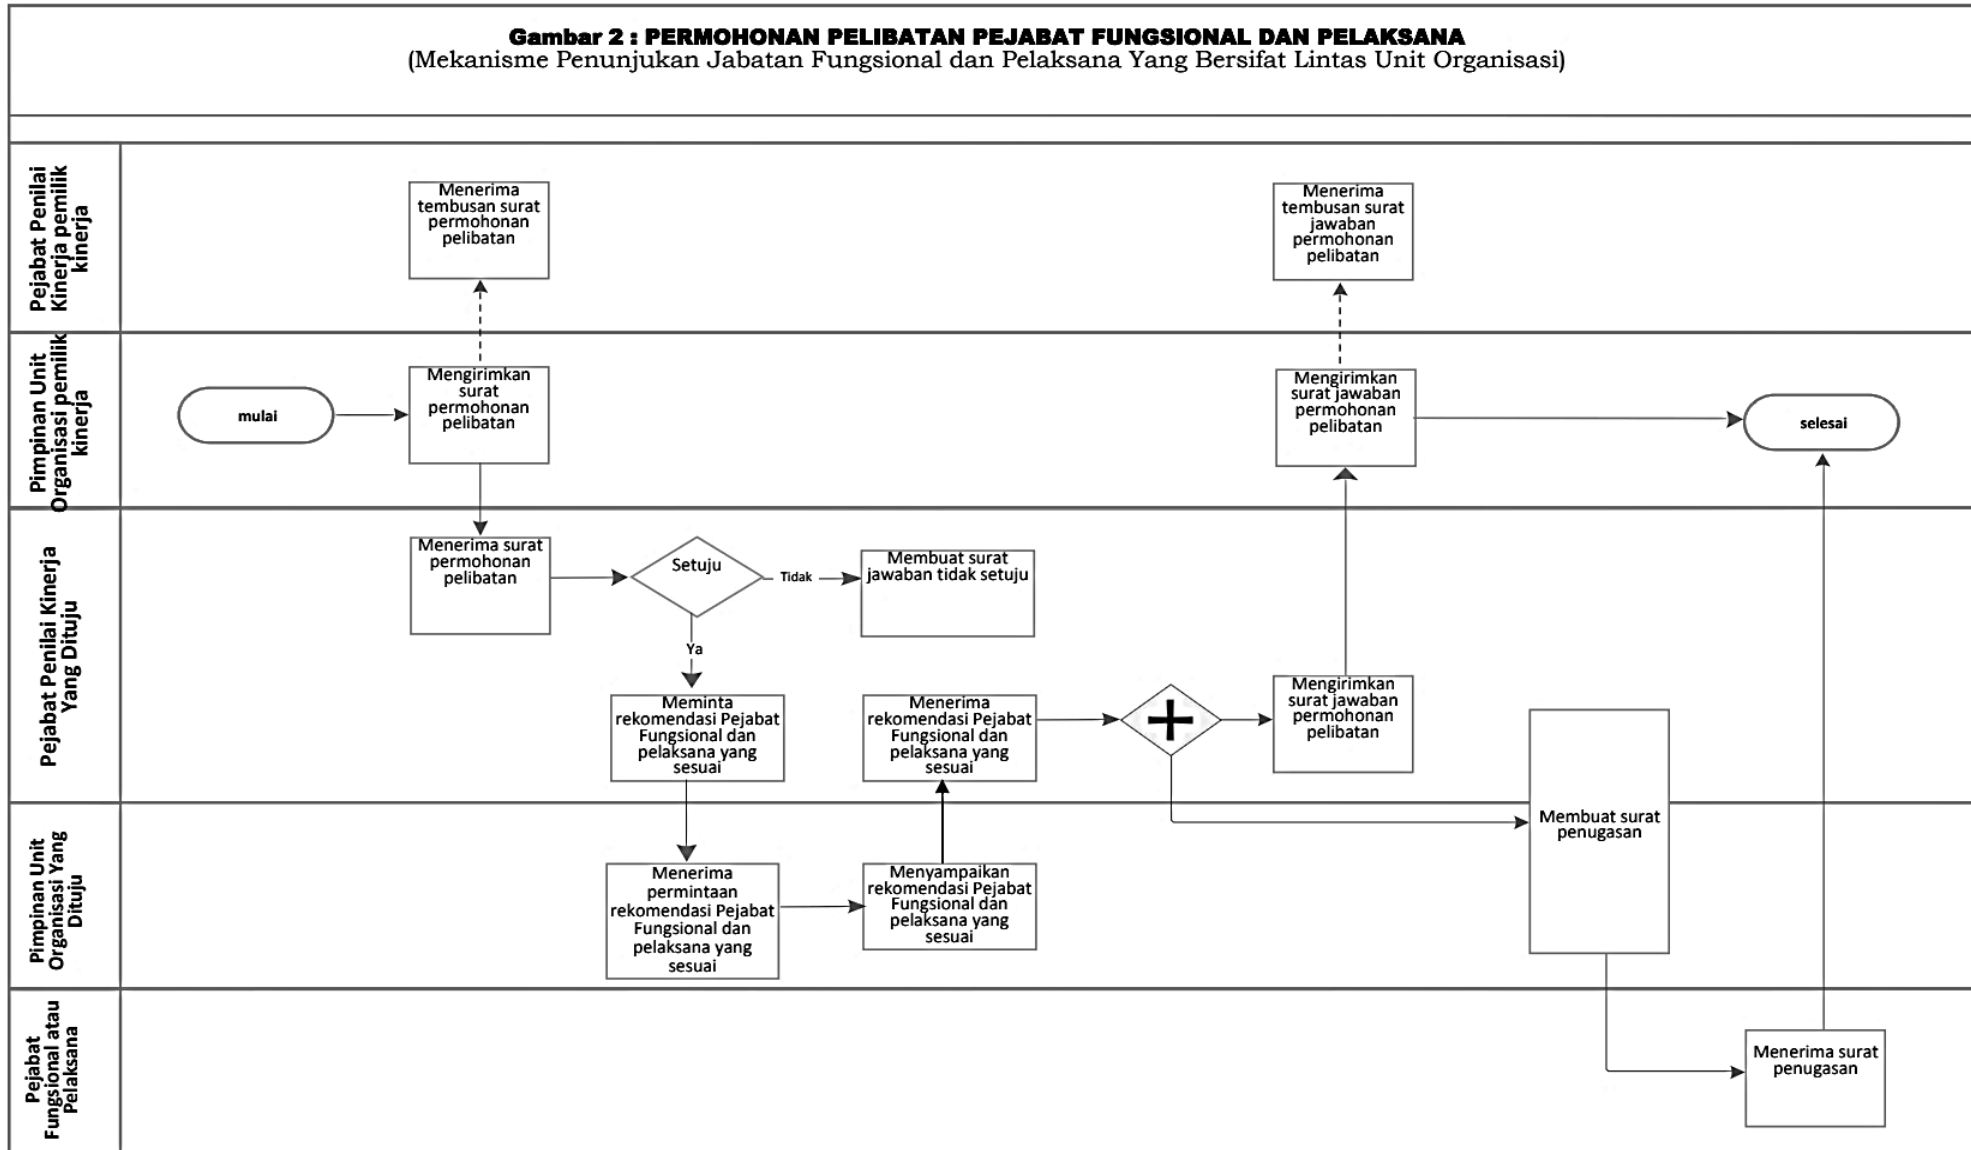 Gambar 2 : PERMOHONAN PELIBATAN PEJABAT FUNGSIONAL DAN PELAKSANA
(Mekanisme Penunjukan Jabatan Fungsional dan Pelaksana Yang Bersifat Lintas Unit Organisasi)
Pejabat Penilai
Kinerja pemilik
kinerja
Menerima
tembusan surat
permohonan
pelibatan
Menerima
tembusan surat
jawaban
permohonan
pelibatan
Pimpinan Unit
Organisasi pemilik
kinerja
mulai
Mengirimkan
surat
permohonan
pelibatan
Mengirimkan
surat jawaban
permohonan
pelibatan
selesai
Pejabat Penilai Kinerja
Yang Dituju
Menerima surat
permohonan
pelibatan
Setuju
Tidak
Membuat surat
jawaban tidak setuju
Ya
Meminta
rekomendasi Pejabat
Fungsional dan
pelaksana yang
sesuai
Menerima
rekomendasi Pejabat
Fungsional dan
pelaksana yang
sesuai
Mengirimkan
surat jawaban
permohonan
pelibatan
Membuat surat
penugasan
Pimpinan Unit
Organisasi Yang
Dituju
Menerima
permintaan
rekomendasi Pejabat
Fungsional dan
pelaksana yang
sesuai
Menyampaikan
rekomendasi Pejabat
Fungsional dan
pelaksana yang
sesuai
Pejabat
Fungsional atau
Pelaksana
Menerima surat
penugasan